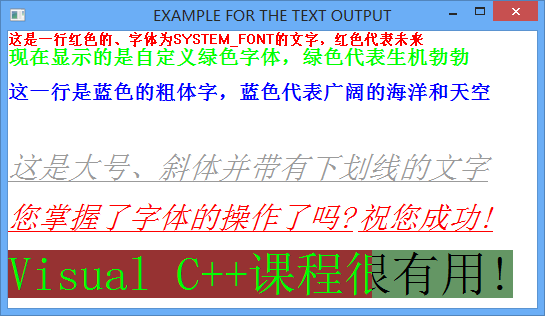 EXAMPLE FOR THE TEXT OUTPUT
这是一行红色的、字体为SYSTEM_FONT的文字，红色代表未来
现在显示的是自定义绿色字体，绿色代表生机勃勃
这一行是蓝色的粗体字，蓝色代表广阔的海洋和天空
这是大号、斜体并带有下划线的文字
您掌握了字体的操作了吗?祝您成功!
Visual C++课程很有用!